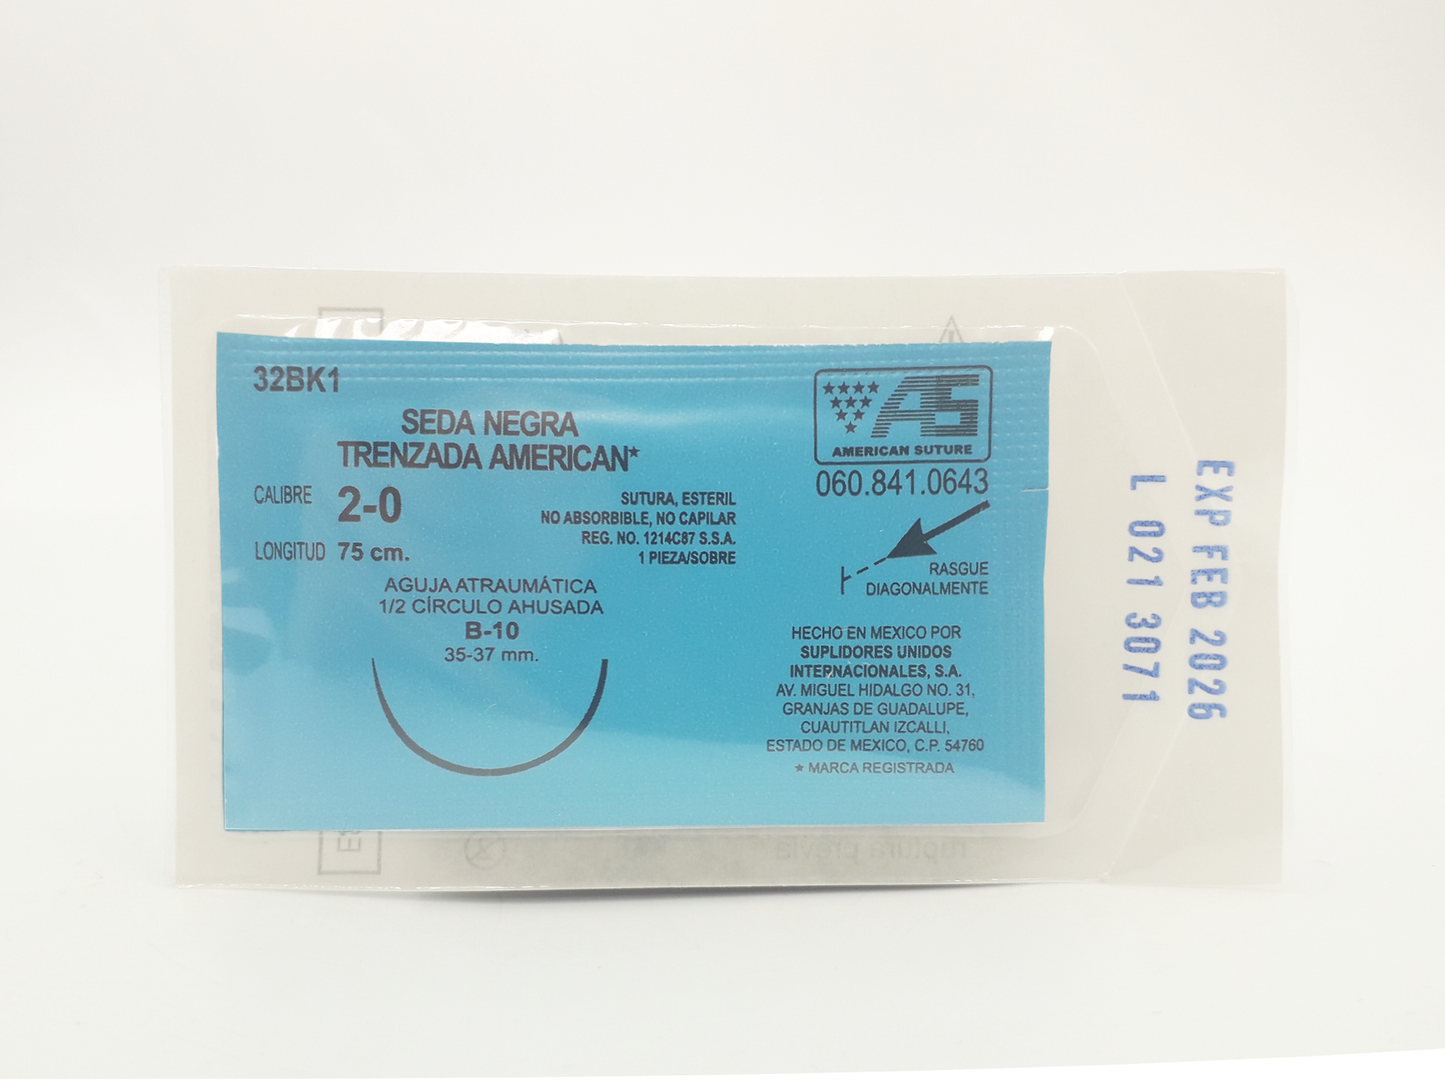 32BK1
SEDA NEGRA
TRENZADA AMERICAN*
CALIBRE 2-0
LONGITUD 75 cm.
SUTURA, ESTERIL
NO ABSORBIBLE, NO CAPILAR
REG. NO. 1214C87 S.S.A.
1 PIEZA/SOBRE
AGUJA ATRAUMÁTICA
1/2 CÍRCULO AHUSADA
B-10
35-37 mm.
AS
AMERICAN SUTURE
060.841.0643
RASGUE
DIAGONALMENTE
HECHO EN MEXICO POR
SUPLIDORES UNIDOS
INTERNACIONALES, S.A.
AV. MIGUEL HIDALGO NO. 31,
GRANJAS DE GUADALUPE,
CUAUTITLAN IZCALLI,
ESTADO DE MEXICO, C.P. 54760
* MARCA REGISTRADA
EXP FEB 2026
L 021 3071
ruptura previa